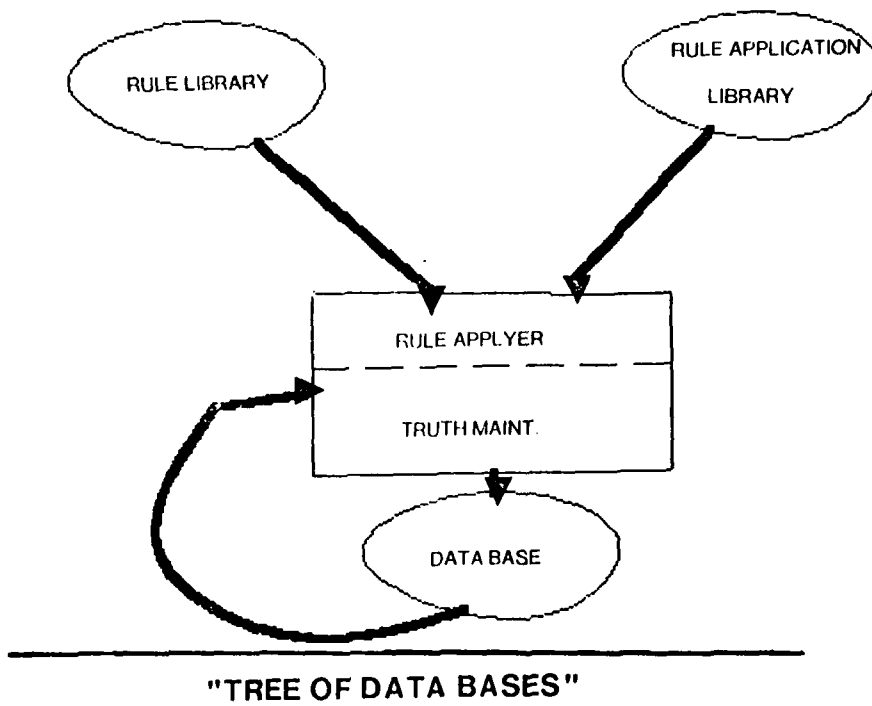 RULE LIBRARY
RULE APPLICATION
LIBRARY
RULE APPLYER
TRUTH MAINT.
DATA BASE
"TREE OF DATA BASES"